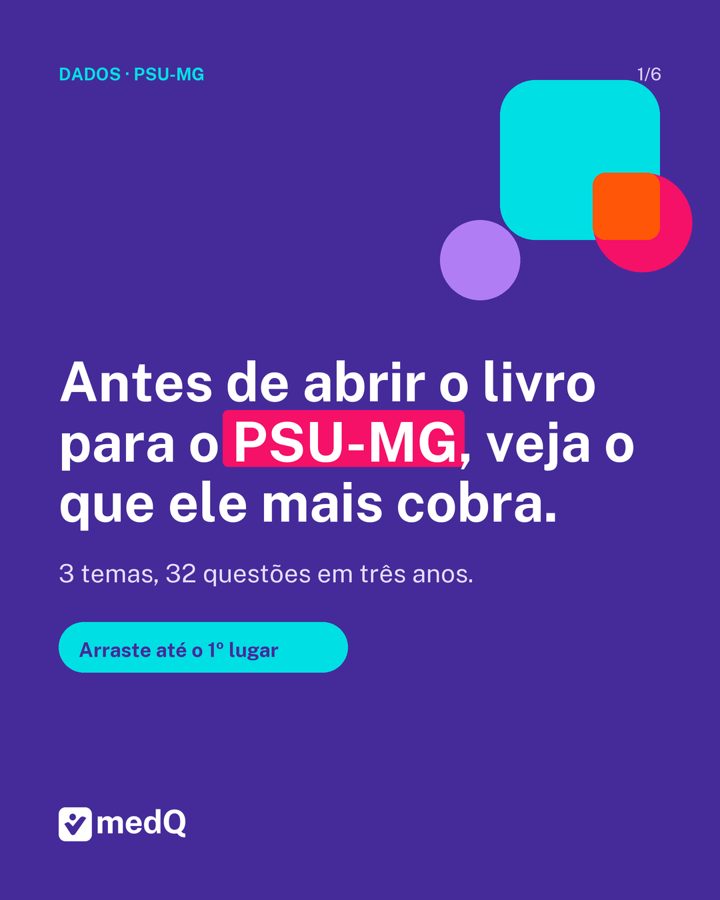 DADOS · PSU-MG
1/6
Antes de abrir o livro
para o PSU-MG, veja o
que ele mais cobra.
3 temas, 32 questões em três anos.
Arraste até o 1º lugar
medQ